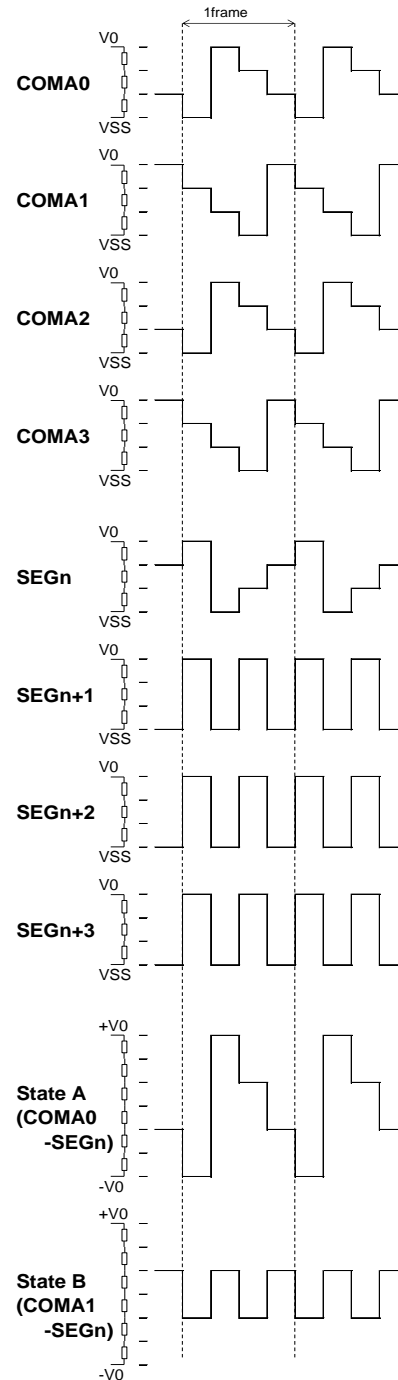 1frame
V0
COMA0
VSS
V0
COMA1
VSS
V0
COMA2
VSS
V0
COMA3
VSS
V0
SEGn
VSS
V0
SEGn+1
VSS
V0
SEGn+2
VSS
V0
SEGn+3
VSS
+V0
State A
(COMA0
-SEGn)
-V0
+V0
State B
(COMA1
-SEGn)
-V0